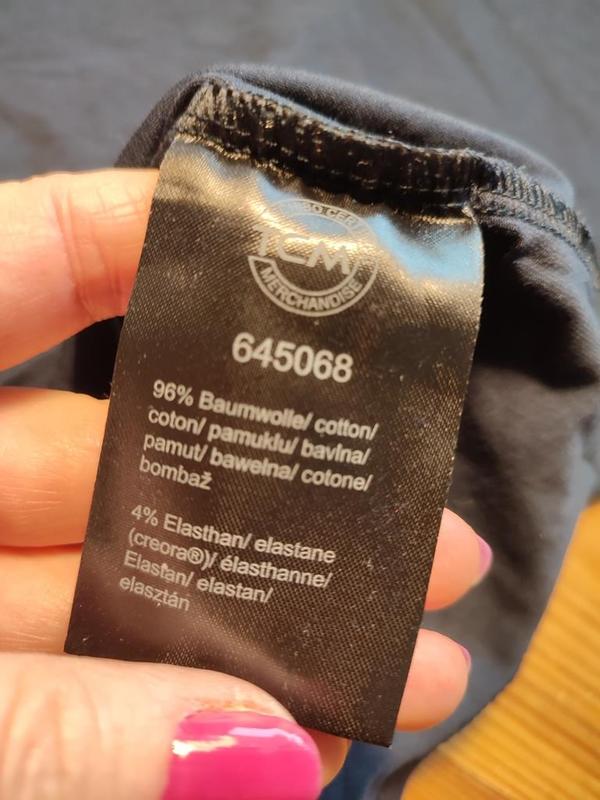 TCM
MERCHANDISE
645068
96% Baumwolle/ cotton/
coton/ pamuklu/ bavlna/
pamut/ bawełna/ cotone/
bombaž
4% Elasthan/ elastane
(creora®)/ élasthanne/
Elastan/ elastan/
elasztán